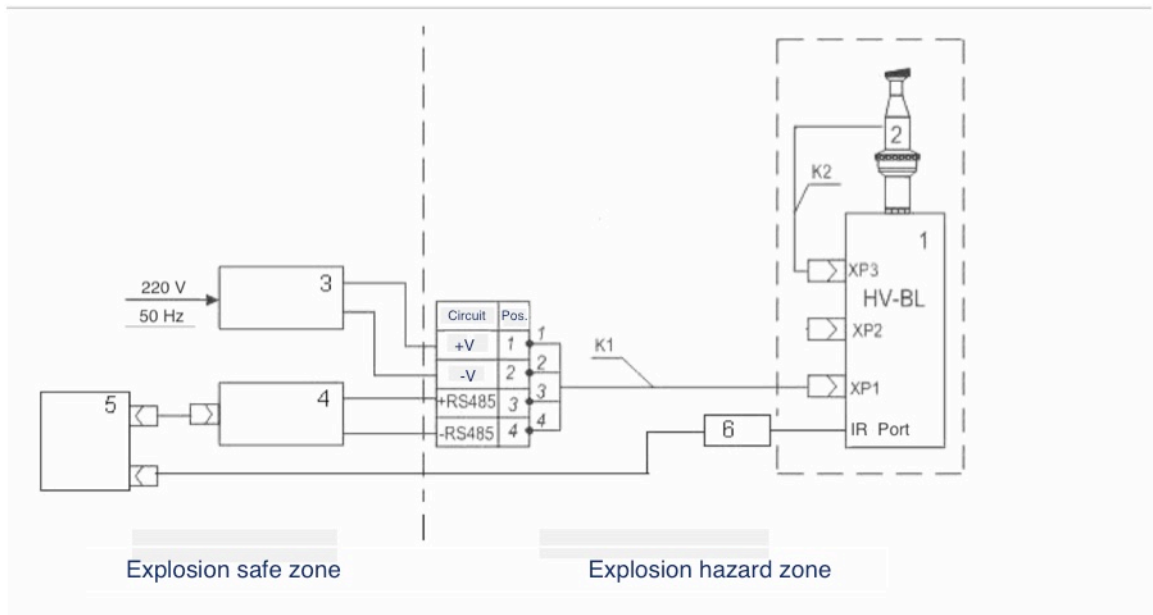 2
K2
1
XP3
HV-BL
XP2
3
220 V
50 Hz
Circuit Pos.
+V 1 1
-V 2 2
+RS485 3 3
-RS485 4 4
K1
XP1
4
5
6
IR Port
Explosion safe zone
Explosion hazard zone